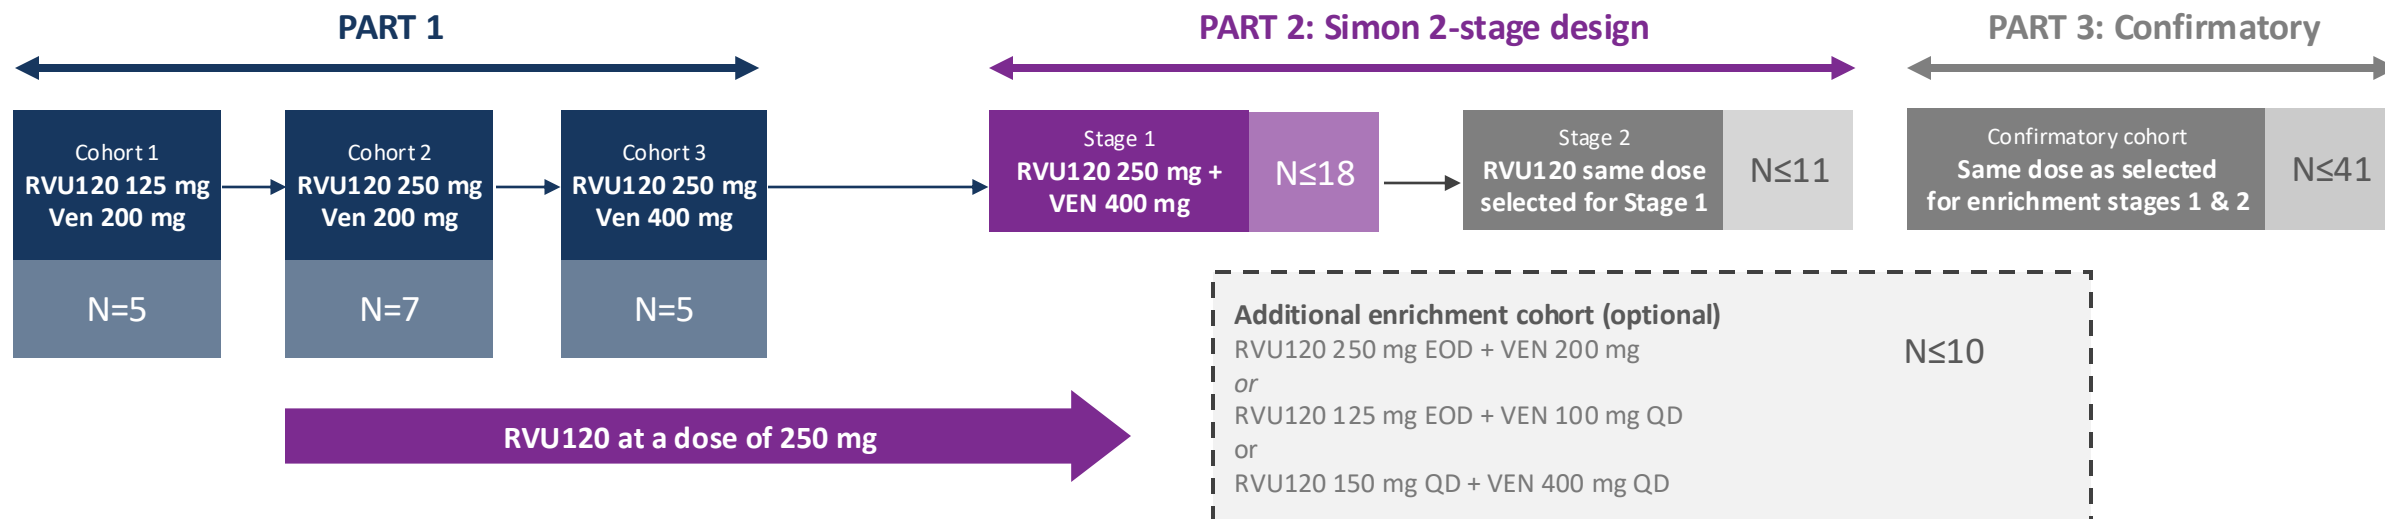 PART 1
PART 2: Simon 2-stage design
PART 3: Confirmatory
Cohort 1
RVU120 125 mg
Ven 200 mg
N=5
Cohort 2
RVU120 250 mg
Ven 200 mg
N=7
Cohort 3
RVU120 250 mg
Ven 400 mg
N=5
Stage 1
RVU120 250 mg +
VEN 400 mg
N≤18
Stage 2
RVU120 same dose
selected for Stage 1
N≤11
Confirmatory cohort
Same dose as selected
for enrichment stages 1 & 2
N≤41
RVU120 at a dose of 250 mg
Additional enrichment cohort (optional)
RVU120 250 mg EOD + VEN 200 mg
or
RVU120 125 mg EOD + VEN 100 mg QD
or
RVU120 150 mg QD + VEN 400 mg QD
N≤10